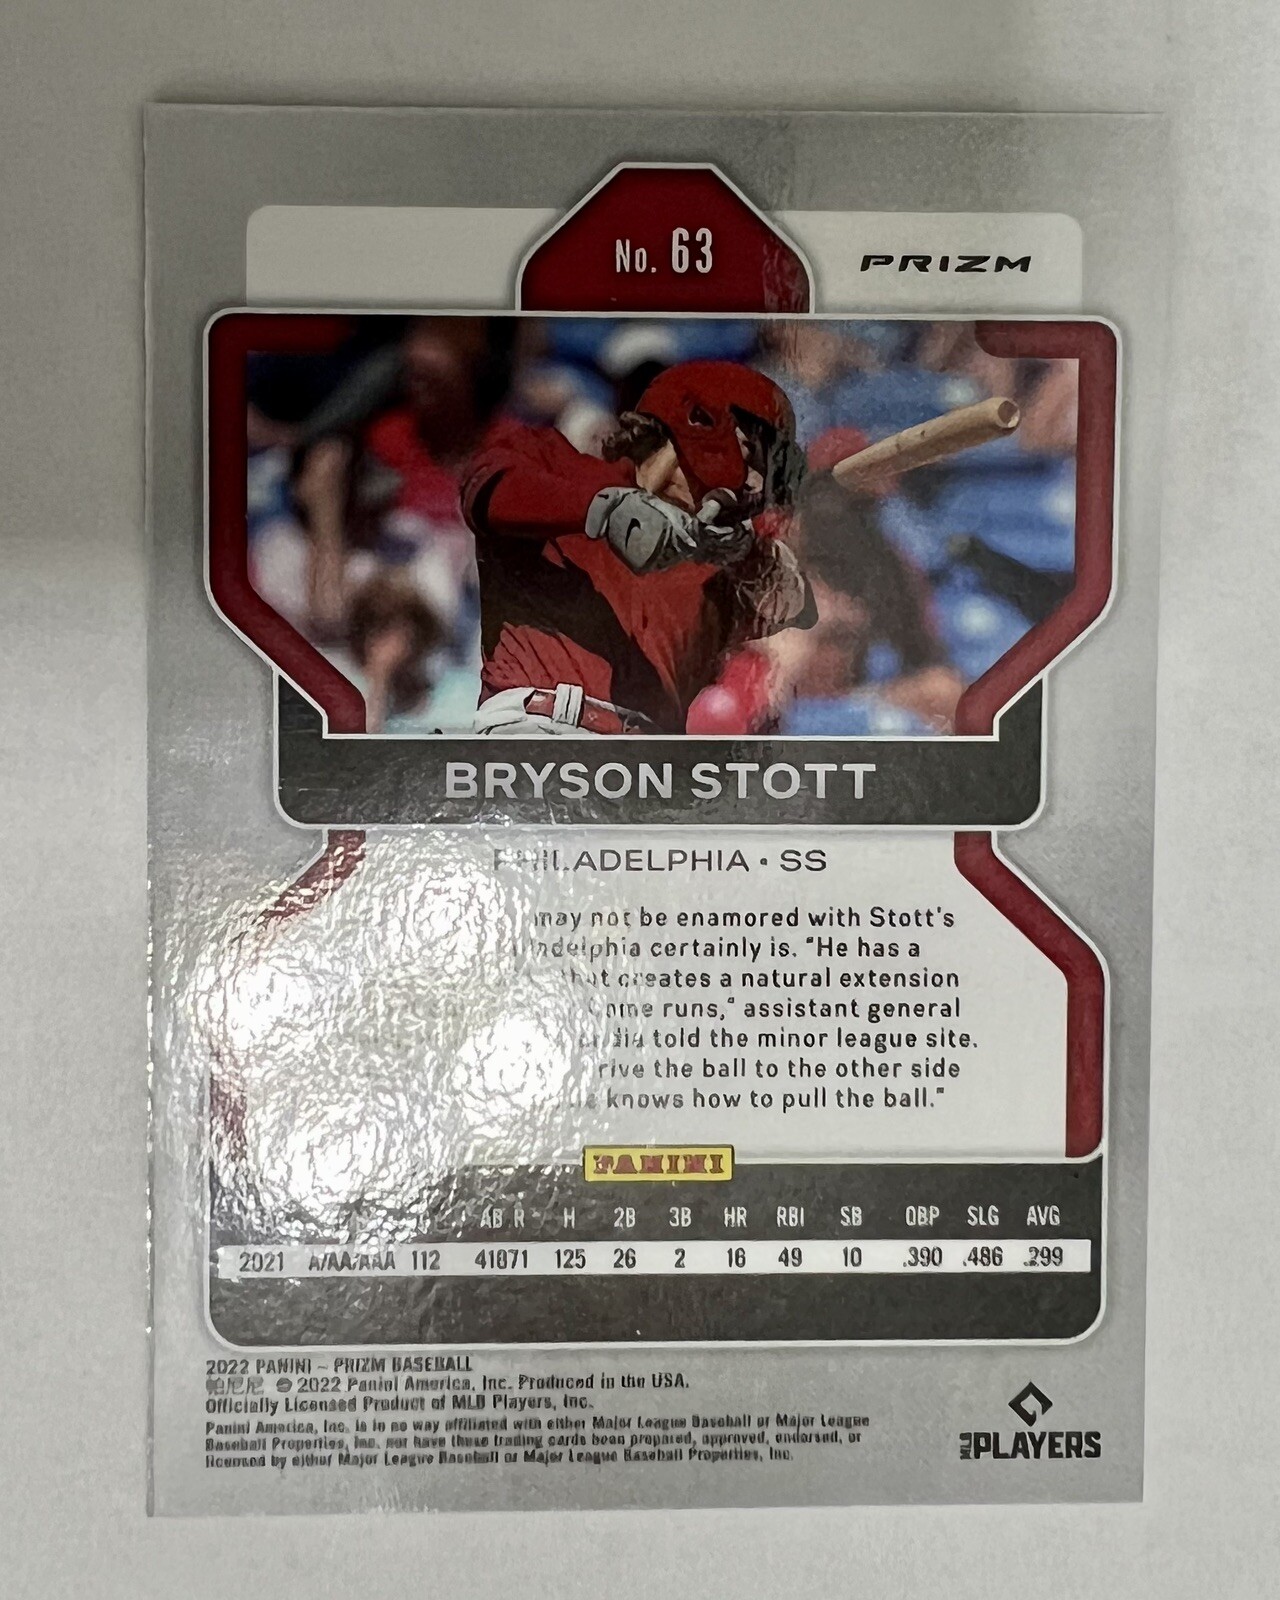 No. 63
PRIZM
BRYSON STOTT
PHILADELPHIA • SS
may not be enamored with Stott's
certainly is. "He has a
that creates a natural extension
runs," assistant general
told the minor league site.
the ball to the other side
knows how to pull the ball."
PANINI
AB R H 2B 3B HR RBI SB OBP SLG AVG
2021 A/AA/AAA 112 41871 125 26 2 16 49 10 .390 .486 .299
2022 PANINI – PRIZM BASEBALL
帕尼尼 © 2022 Panini America, Inc. Produced in the USA.
Officially Licensed Product of MLB Players, Inc.
Panini America, Inc. is in no way affiliated with either Major League Baseball or Major League
Baseball Properties, Inc. nor have these trading cards been prepared, approved, endorsed, or
licensed by either Major League Baseball or Major League Baseball Properties, Inc.
MLB PLAYERS